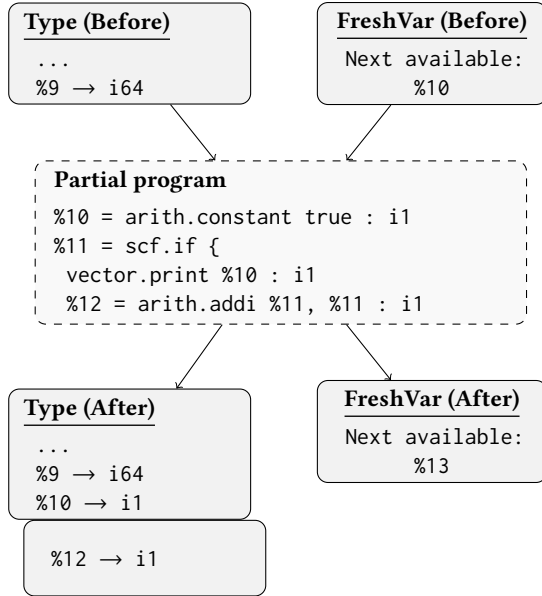 Type (Before)
...
%9 → i64
FreshVar (Before)
Next available:
%10
Partial program
%10 = arith.constant true : i1
%11 = scf.if {
vector.print %10 : i1
%12 = arith.addi %11, %11 : i1
Type (After)
...
%9 → i64
%10 → i1
%12 → i1
FreshVar (After)
Next available:
%13